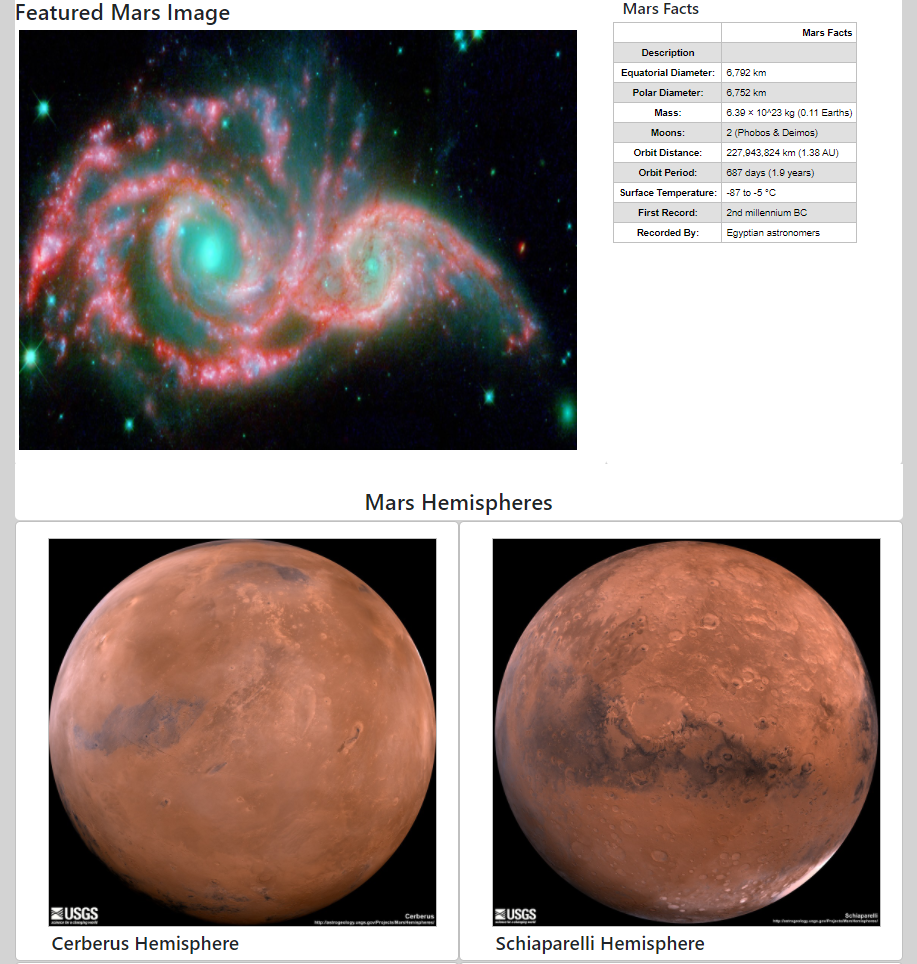 Featured Mars Image
Mars Facts
Mars Facts
Description
Equatorial Diameter: 6,792 km
Polar Diameter: 6,752 km
Mass: 6.39 × 10^23 kg (0.11 Earths)
Moons: 2 (Phobos & Deimos)
Orbit Distance: 227,943,824 km (1.38 AU)
Orbit Period: 687 days (1.9 years)
Surface Temperature: -87 to -5 °C
First Record: 2nd millennium BC
Recorded By: Egyptian astronomers
Mars Hemispheres
USGS
Cerberus
USGS
Schiaparelli
Cerberus Hemisphere
Schiaparelli Hemisphere